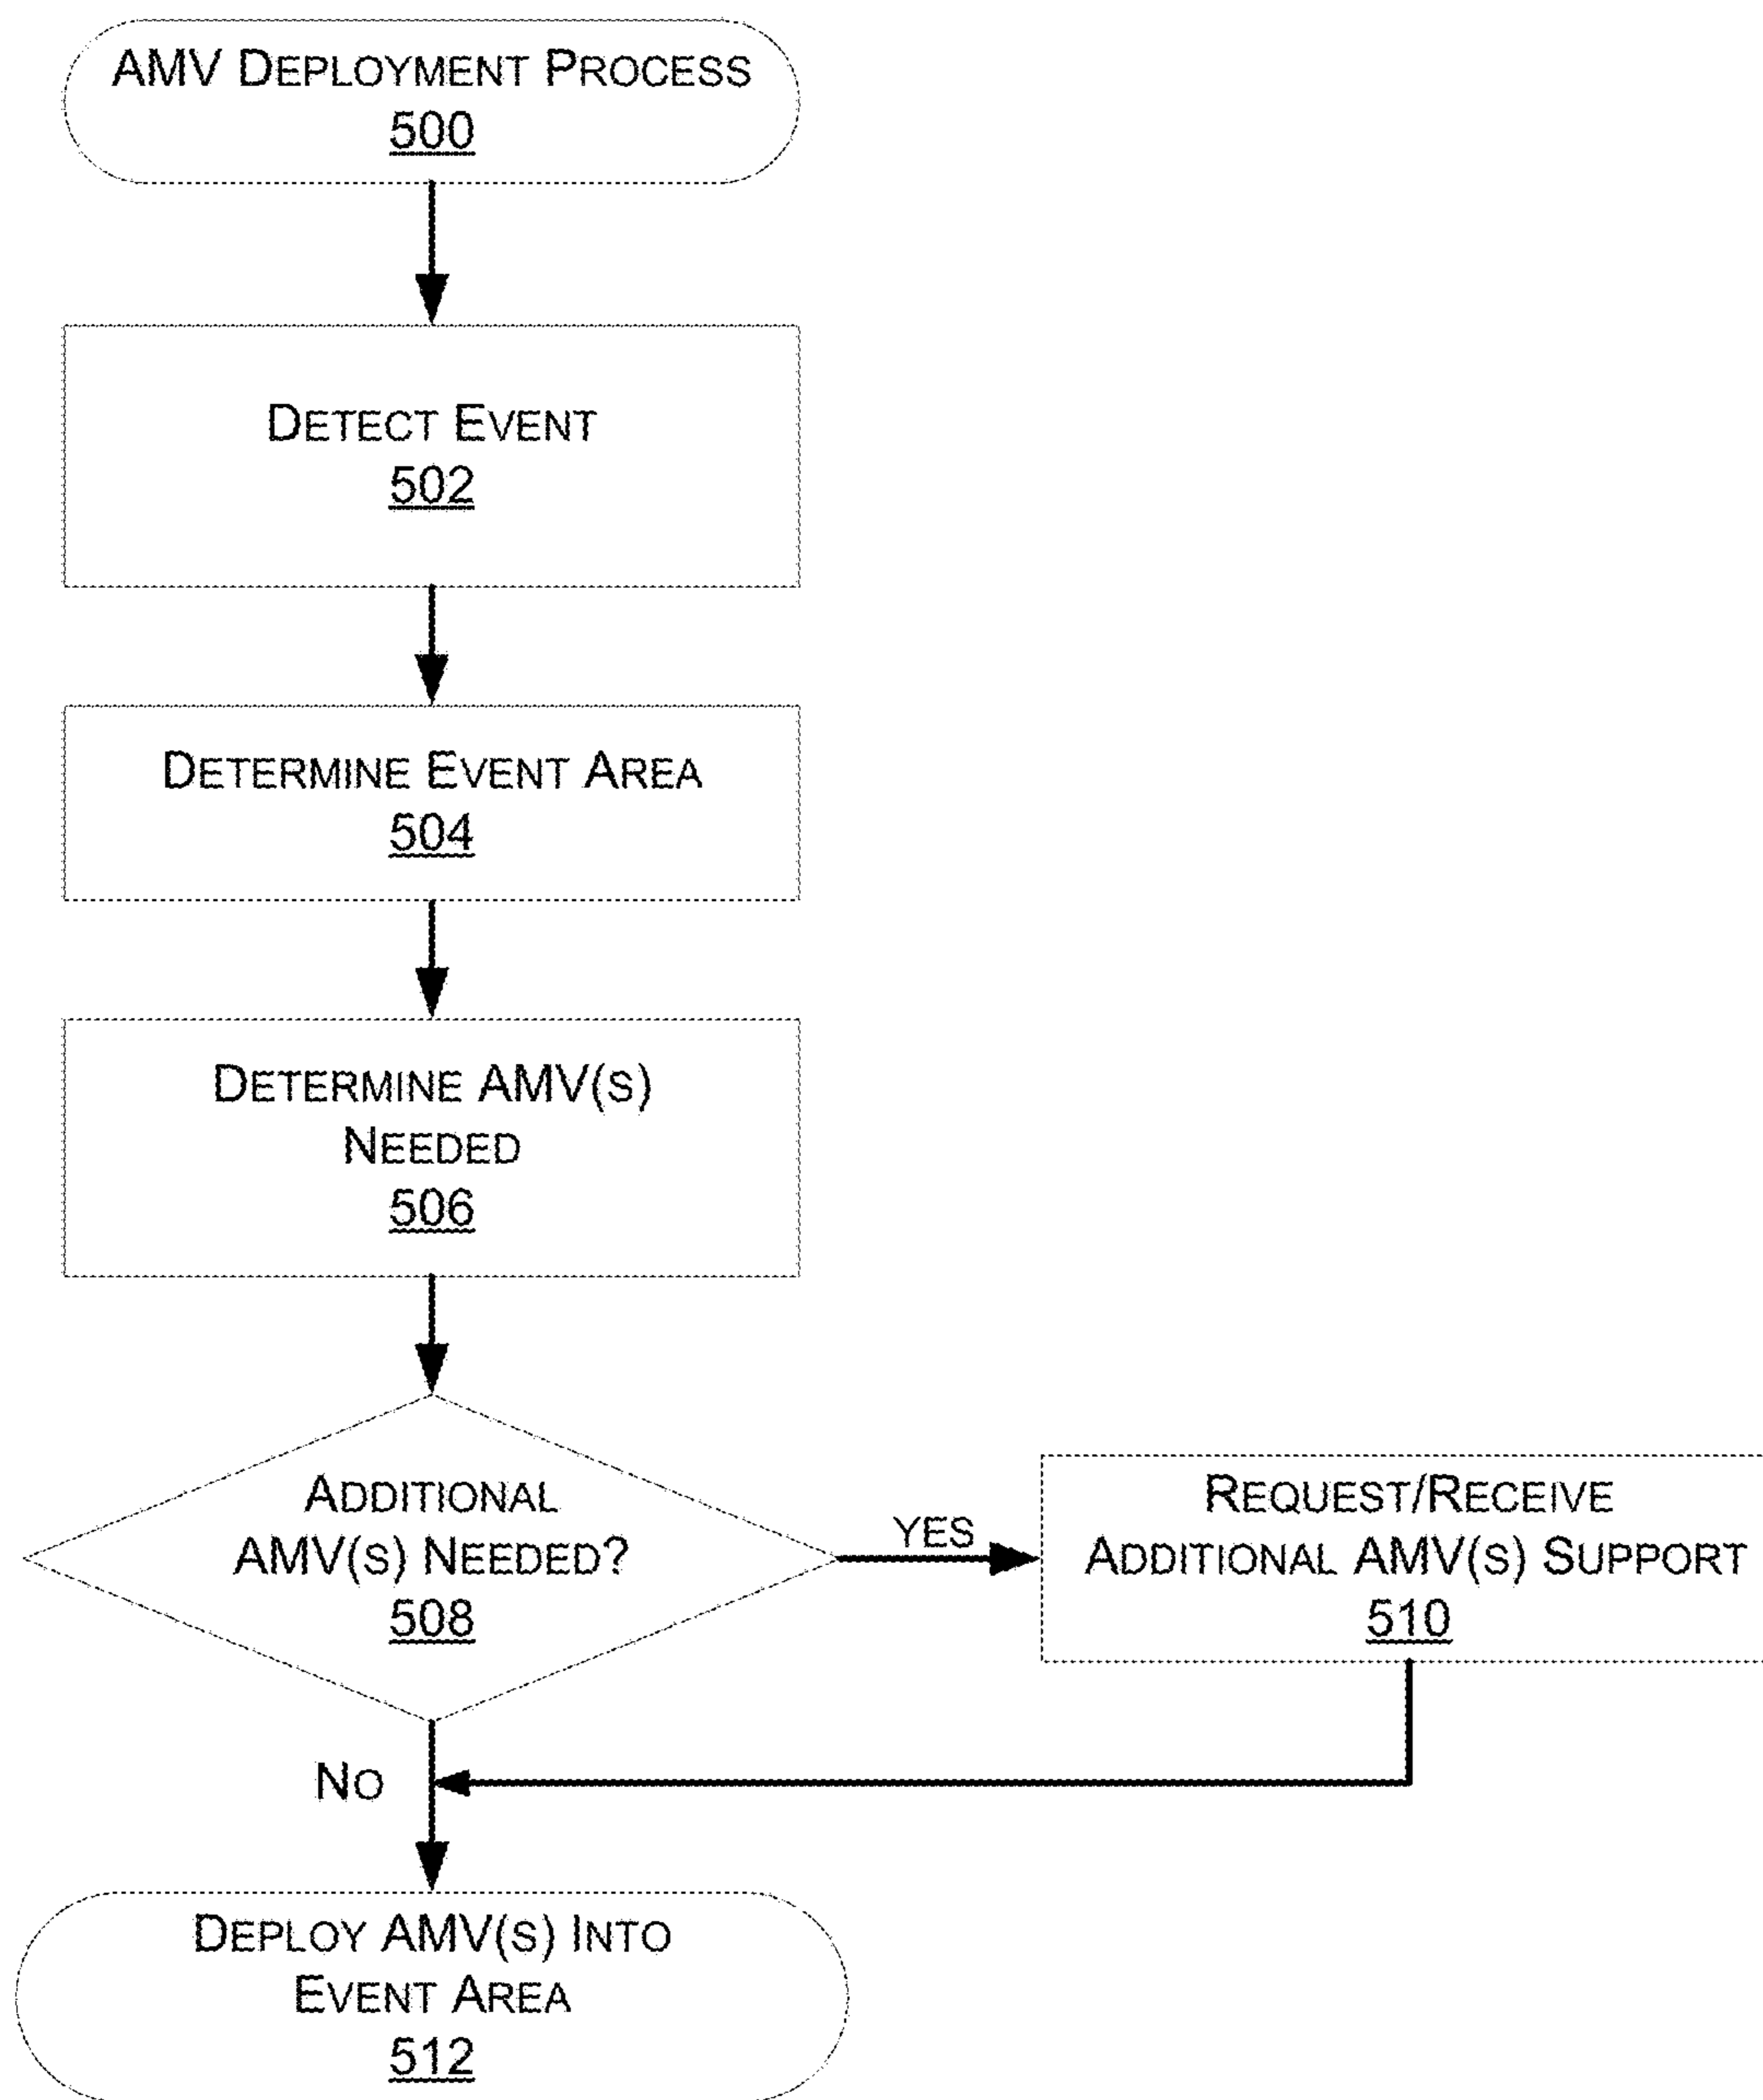 AMV DEPLOYMENT PROCESS
500
DETECT EVENT
502
DETERMINE EVENT AREA
504
DETERMINE AMV(S)
NEEDED
506
ADDITIONAL
AMV(S) NEEDED?
508
YES
REQUEST/RECEIVE
ADDITIONAL AMV(S) SUPPORT
510
NO
DEPLOY AMV(S) INTO
EVENT AREA
512